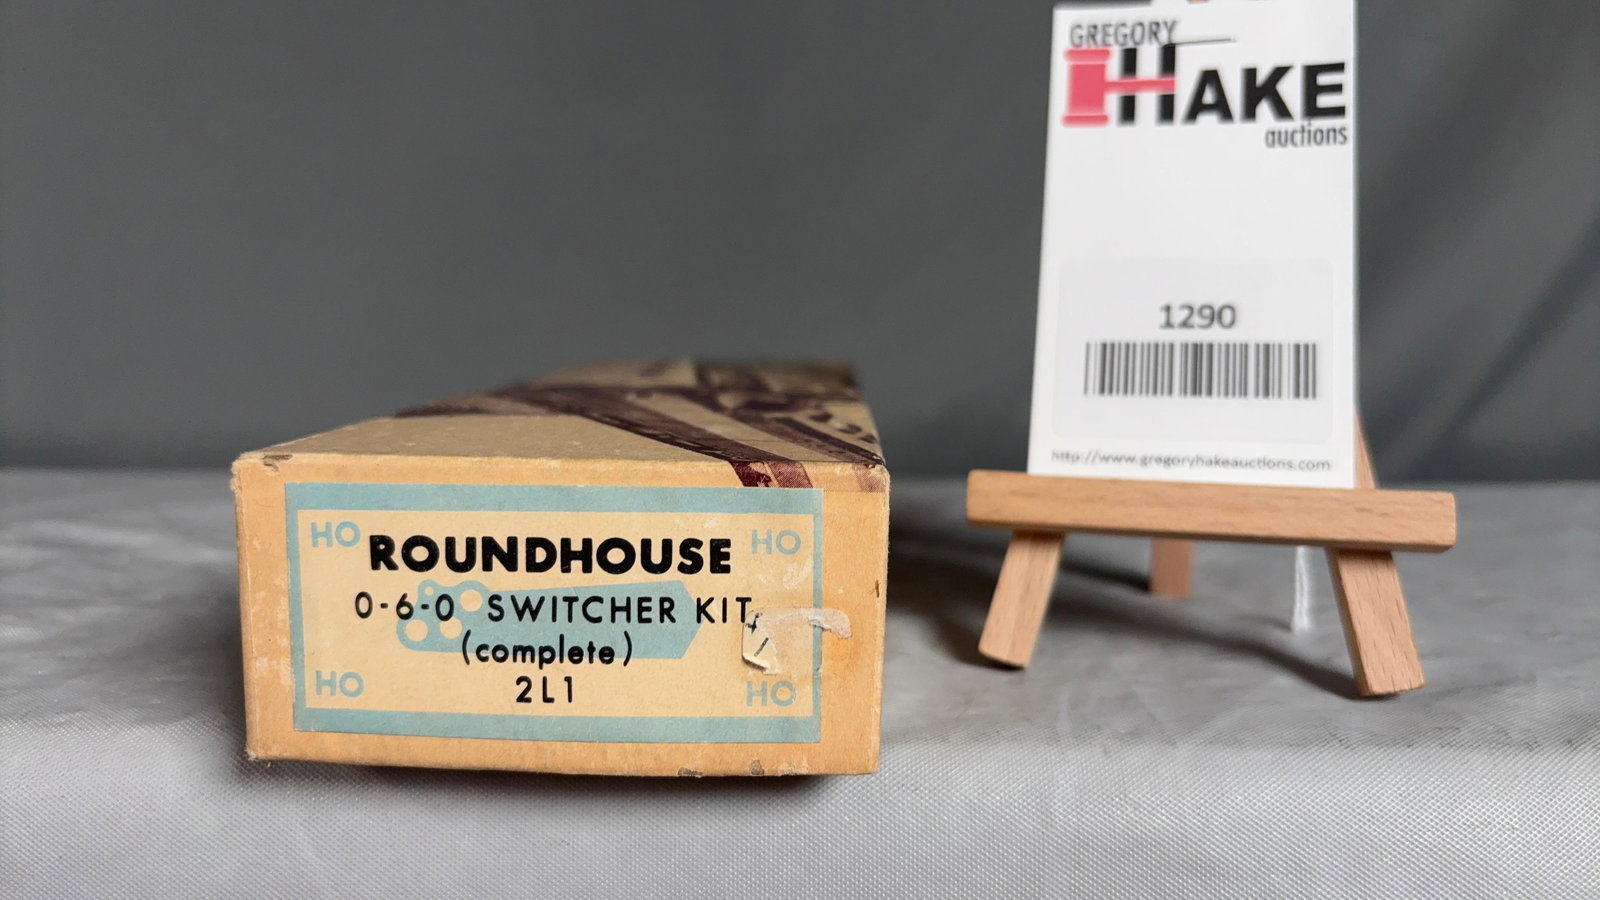 GREGORY
HAKE
auctions
1290
http://www.gregoryhakeauctions.com
HO HO
ROUNDHOUSE
0-6-0 SWITCHER KIT
(complete)
2L1
HO HO